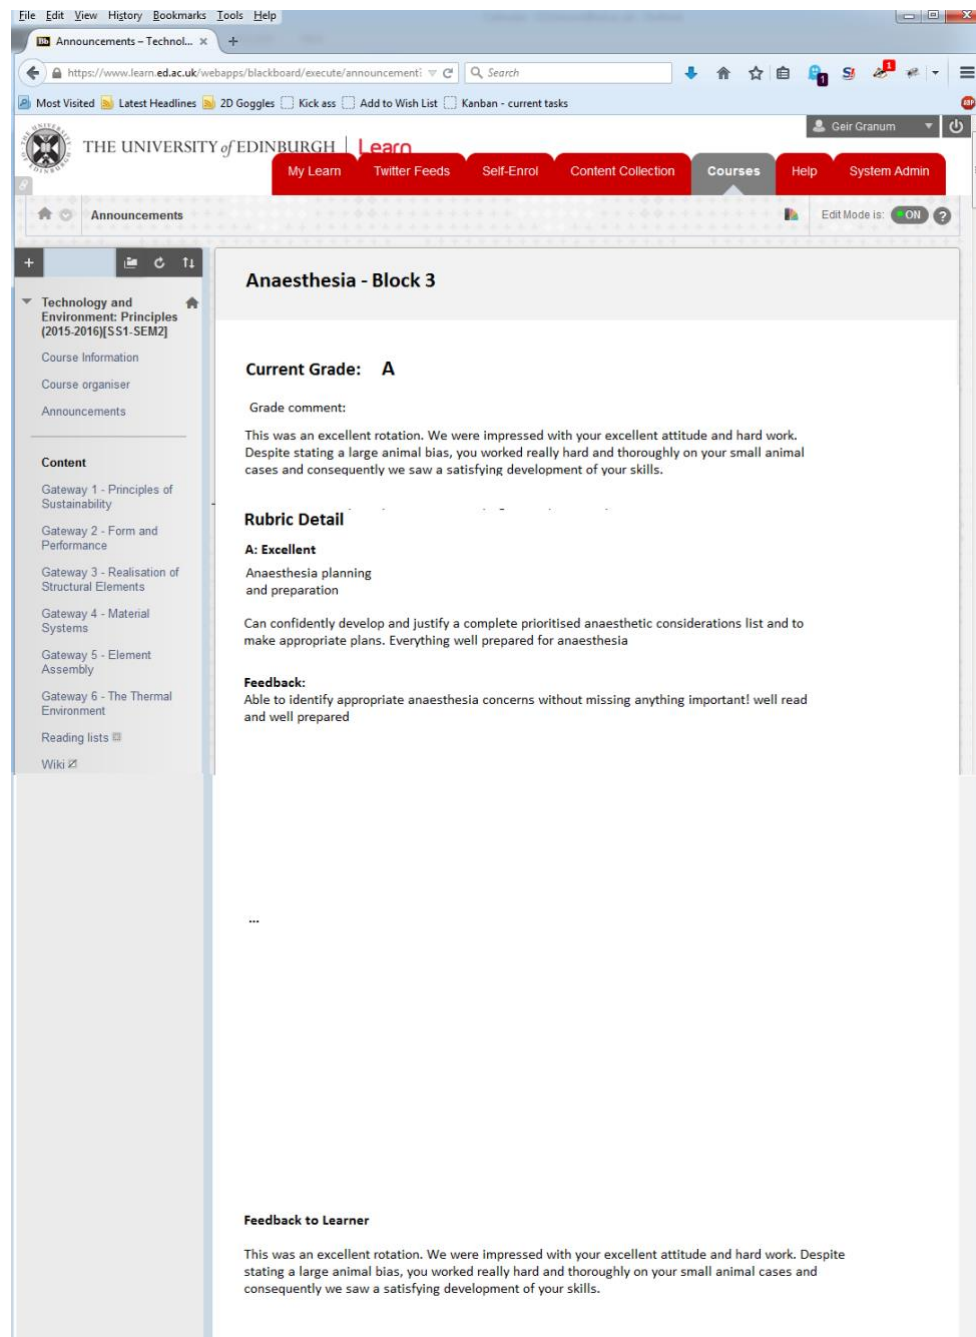 File Edit View History Bookmarks Tools Help
Announcements – Technol... × +
https://www.learn.ed.ac.uk/webapps/blackboard/execute/announcement Search 1 1
Most Visited Latest Headlines 2D Goggles Kick ass Add to Wish List Kanban - current tasks ABP
Geir Granum
THE UNIVERSITY of EDINBURGH | Learn
My Learn Twitter Feeds Self-Enrol Content Collection Courses Help System Admin
Announcements Edit Mode is: ON ?
Technology and
Environment: Principles
(2015-2016)[SS1-SEM2]
Course Information
Course organiser
Announcements
Content
Gateway 1 - Principles of
Sustainability
Gateway 2 - Form and
Performance
Gateway 3 - Realisation of
Structural Elements
Gateway 4 - Material
Systems
Gateway 5 - Element
Assembly
Gateway 6 - The Thermal
Environment
Reading lists
Wiki
Anaesthesia - Block 3
Current Grade: A
Grade comment:
This was an excellent rotation. We were impressed with your excellent attitude and hard work.
Despite stating a large animal bias, you worked really hard and thoroughly on your small animal
cases and consequently we saw a satisfying development of your skills.
Rubric Detail
A: Excellent
Anaesthesia planning
and preparation
Can confidently develop and justify a complete prioritised anaesthetic considerations list and to
make appropriate plans. Everything well prepared for anaesthesia
Feedback:
Able to identify appropriate anaesthesia concerns without missing anything important! well read
and well prepared
...
Feedback to Learner
This was an excellent rotation. We were impressed with your excellent attitude and hard work. Despite
stating a large animal bias, you worked really hard and thoroughly on your small animal cases and
consequently we saw a satisfying development of your skills.